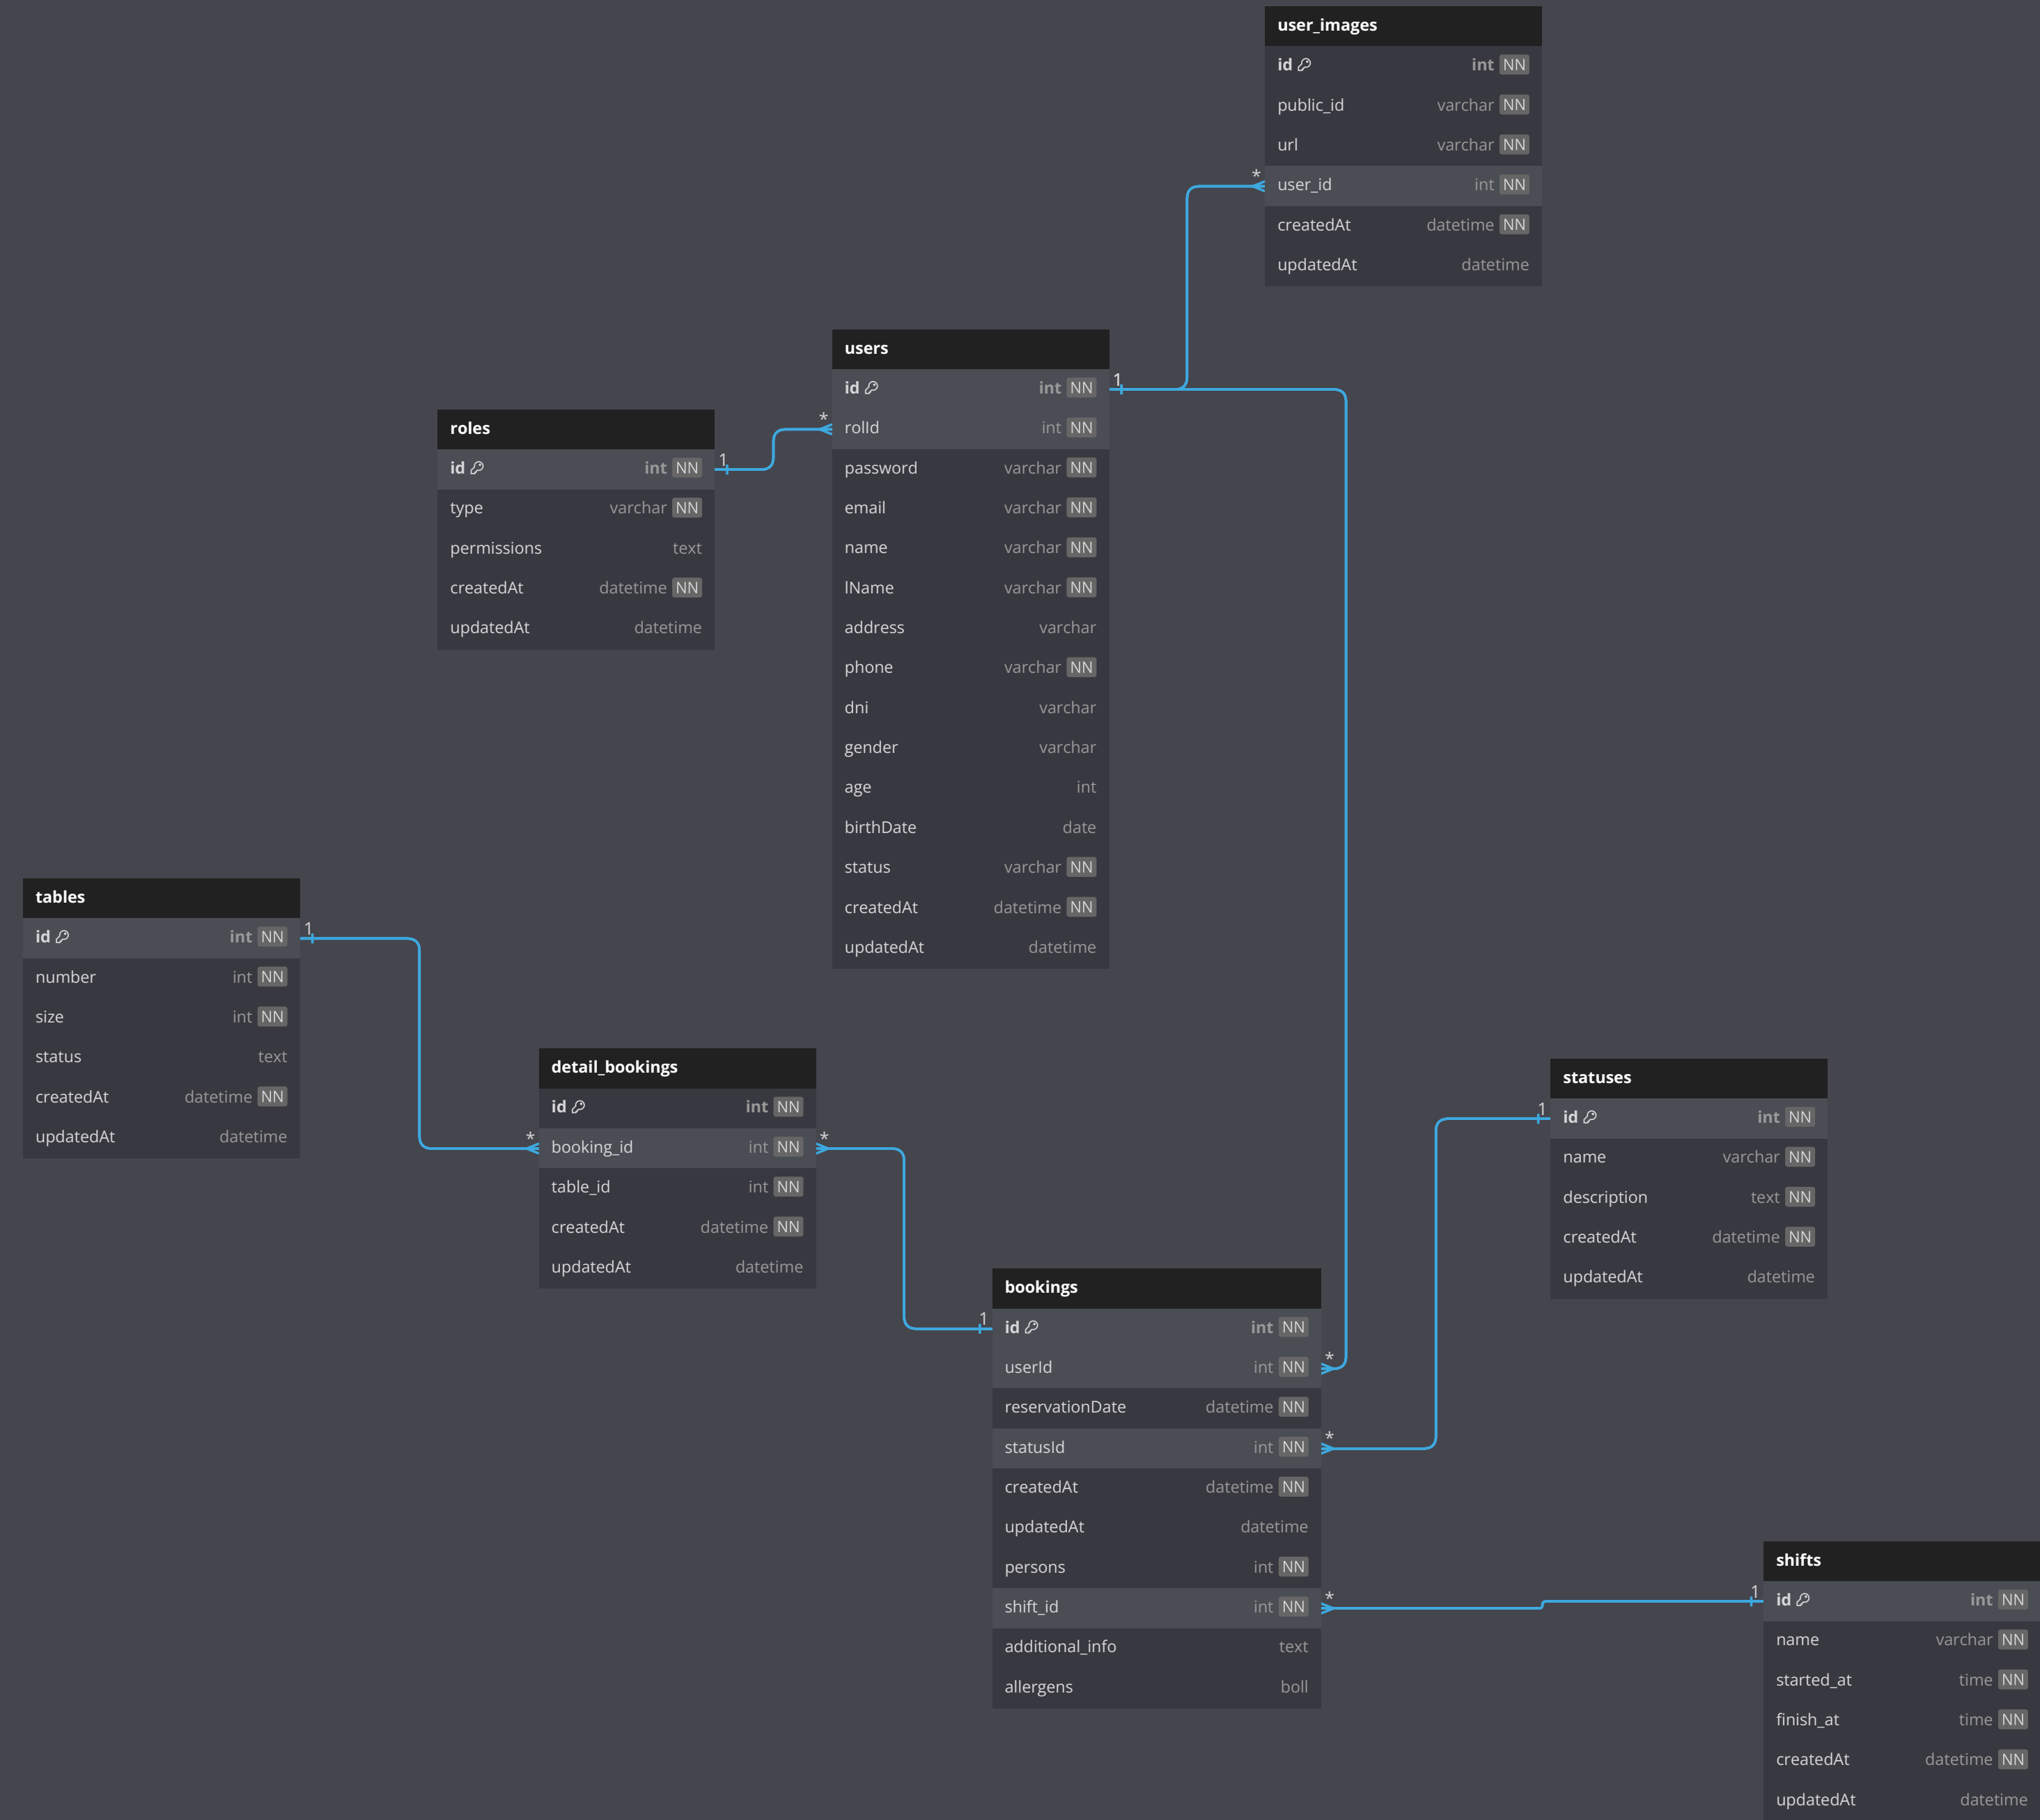 user_images
id int NN
public_id varchar NN
url varchar NN
* user_id int NN
createdAt datetime NN
updatedAt datetime
users
id int NN 1
* rolId int NN
password varchar NN
email varchar NN
name varchar NN
lName varchar NN
address varchar
phone varchar NN
dni varchar
gender varchar
age int
birthDate date
status varchar NN
createdAt datetime NN
updatedAt datetime
roles
id int NN 1
type varchar NN
permissions text
createdAt datetime NN
updatedAt datetime
tables
id int NN 1
number int NN
size int NN
status text
createdAt datetime NN
updatedAt datetime
detail_bookings
id int NN
* booking_id int NN *
table_id int NN
createdAt datetime NN
updatedAt datetime
statuses
1 id int NN
name varchar NN
description text NN
createdAt datetime NN
updatedAt datetime
bookings
1 id int NN
userId int NN *
reservationDate datetime NN
statusId int NN *
createdAt datetime NN
updatedAt datetime
persons int NN
shift_id int NN *
additional_info text
allergens boll
shifts
1 id int NN
name varchar NN
started_at time NN
finish_at time NN
createdAt datetime NN
updatedAt datetime